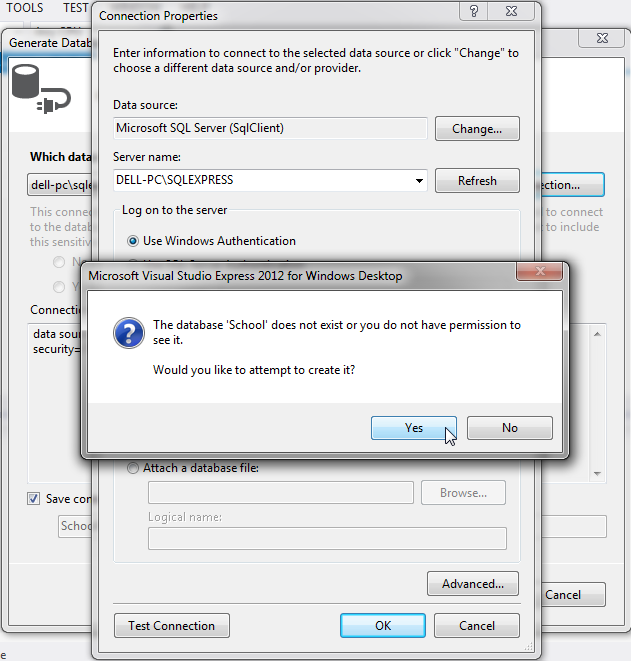 TOOLS TEST
Connection Properties
Generate Datab
Enter information to connect to the selected data source or click "Change" to
choose a different data source and/or provider.
Data source:
Microsoft SQL Server (SqlClient)
Change...
Which data
Server name:
dell-pc\sqle
DELL-PC\SQLEXPRESS
Refresh
ection...
This connec
Log on to the server
to connect
to the datab
to include
this sensitiv
Use Windows Authentication
N
Microsoft Visual Studio Express 2012 for Windows Desktop
Y
Connection
The database 'School' does not exist or you do not have permission to
see it.
data sour
security=
Would you like to attempt to create it?
Yes
No
Attach a database file:
Browse...
Save con
Logical name:
Schoo
Advanced...
Cancel
Test Connection
OK
Cancel
e